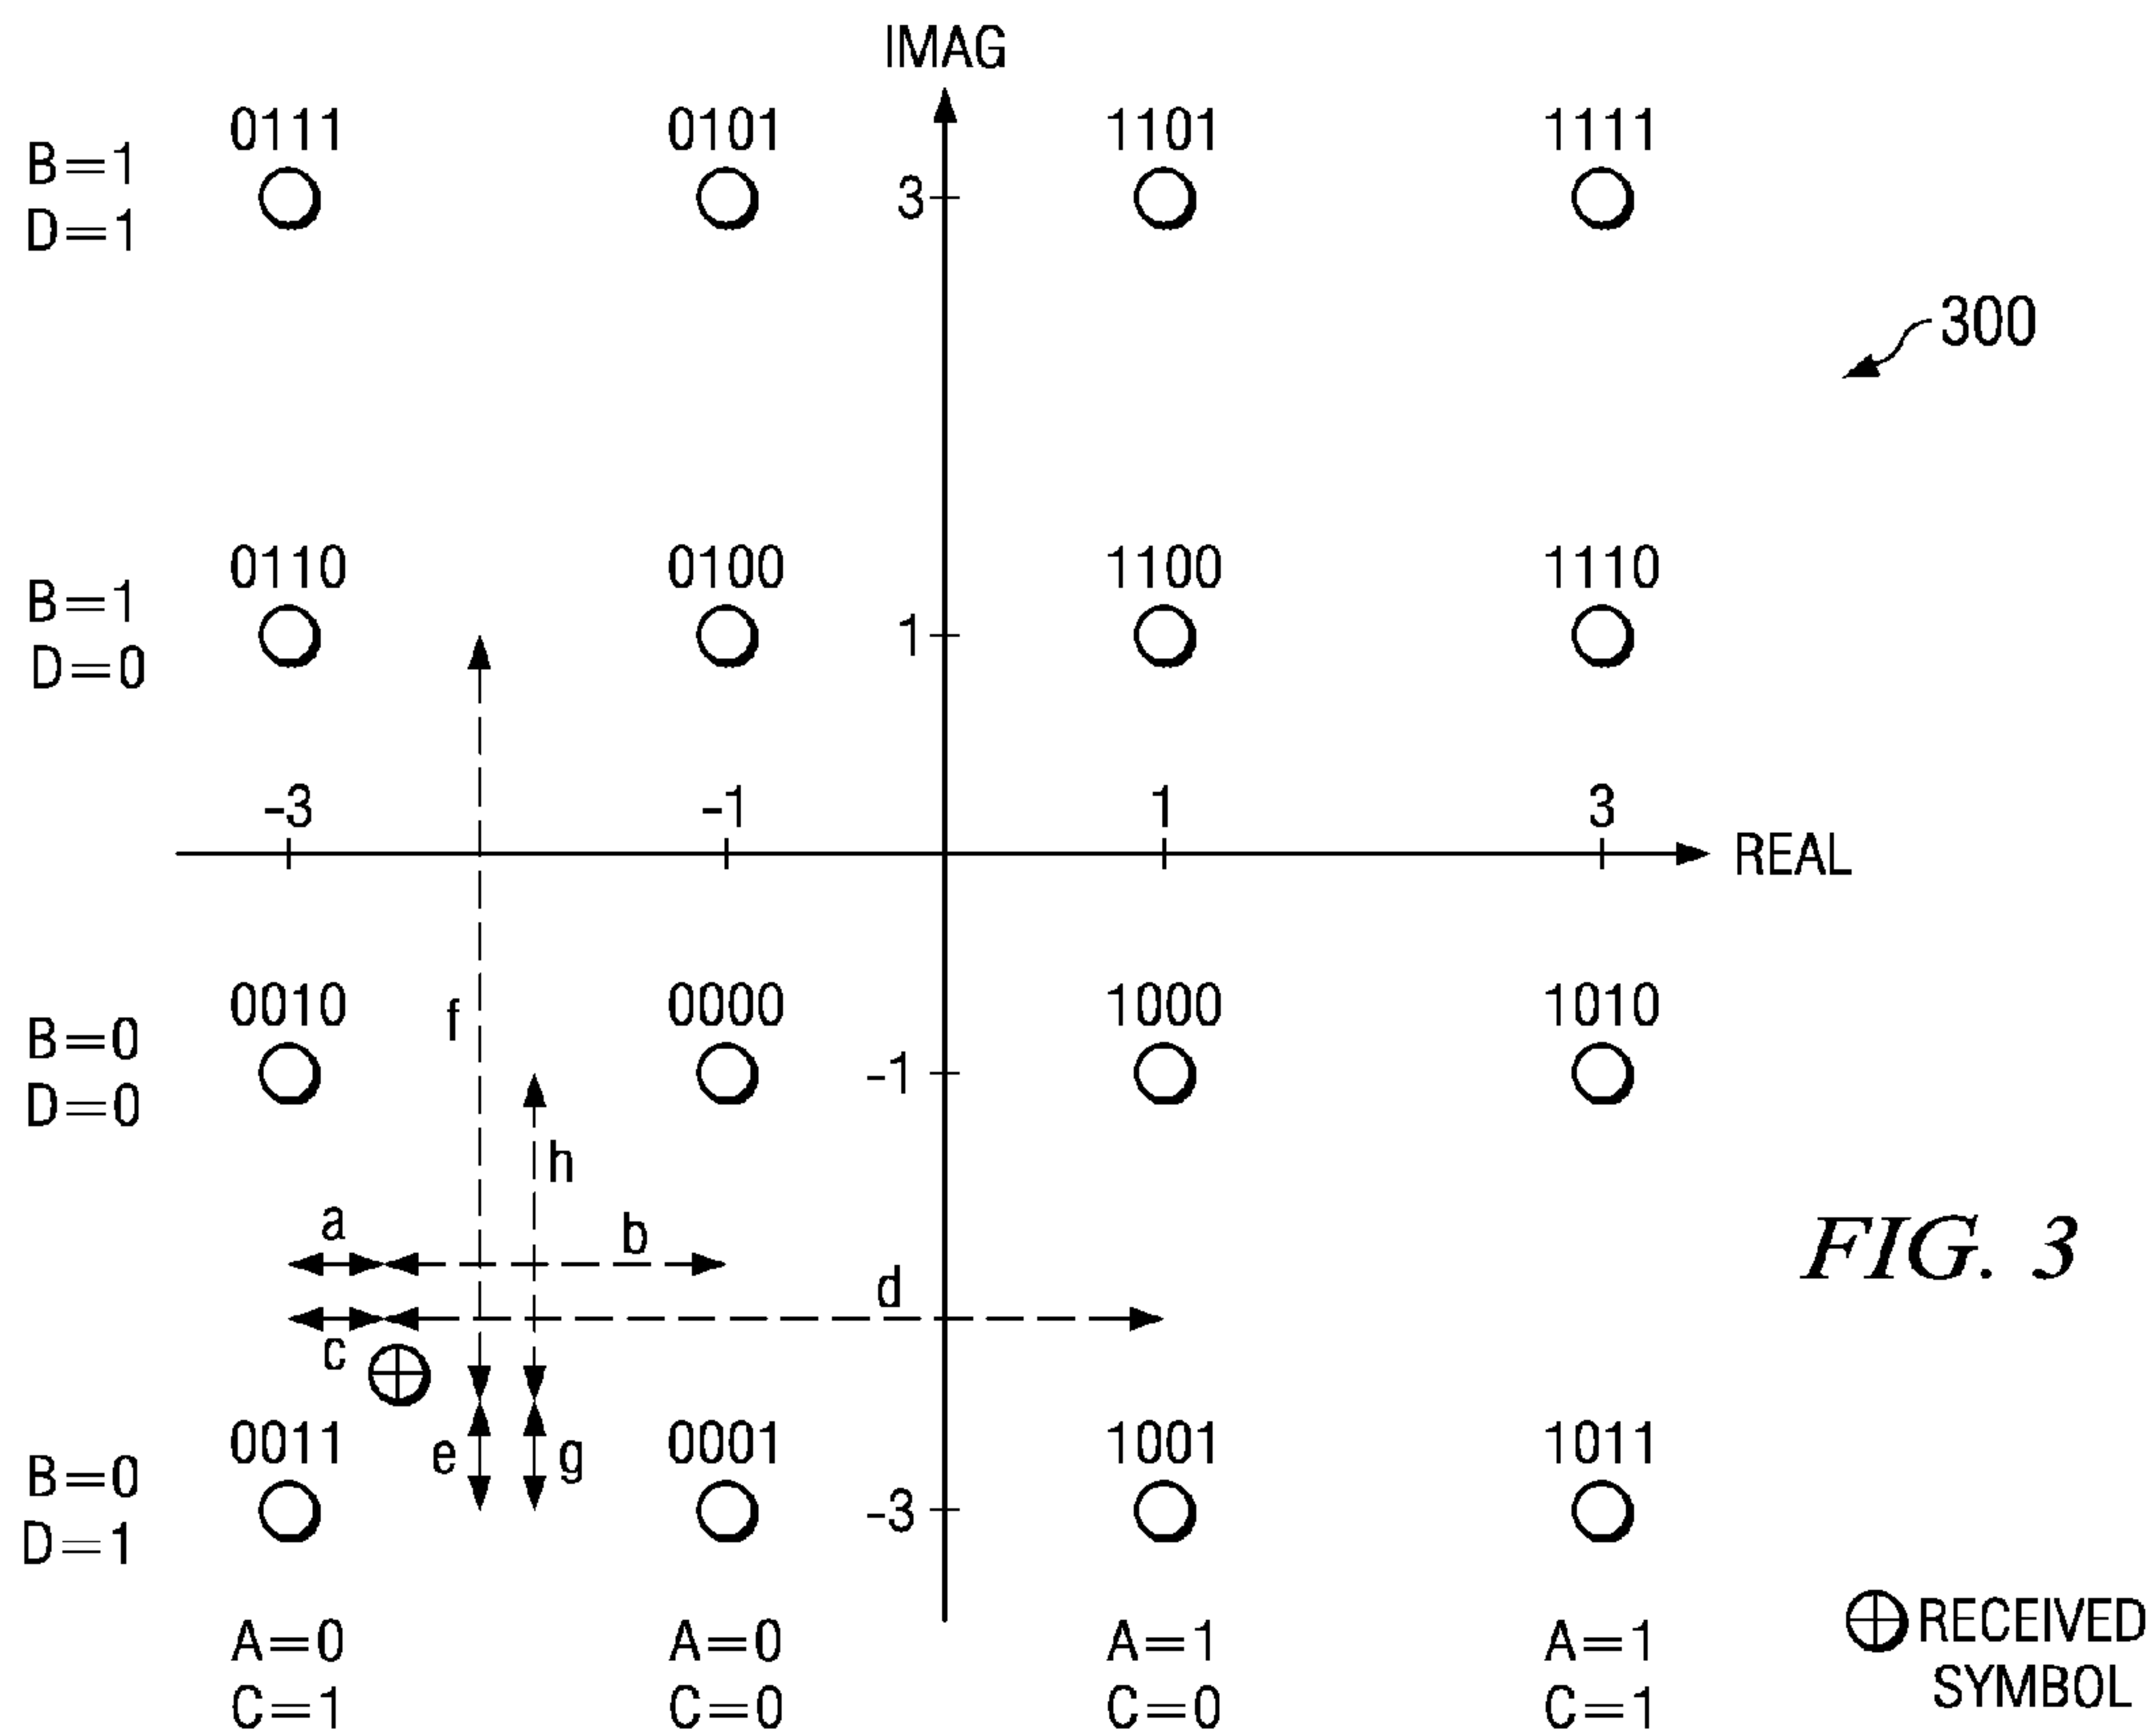 IMAG
0111 0101 1101 1111
B=1
D=1
3
300
0110 0100 1100 1110
B=1
D=0
1
-3 -1 1 3
REAL
0010 0000 1000 1010
B=0
D=0
f
-1
h
a
b
d
c
FIG. 3
0011 0001 1001 1011
B=0
D=1
e
g
-3
A=0 A=0 A=1 A=1
C=1 C=0 C=0 C=1
RECEIVED
SYMBOL